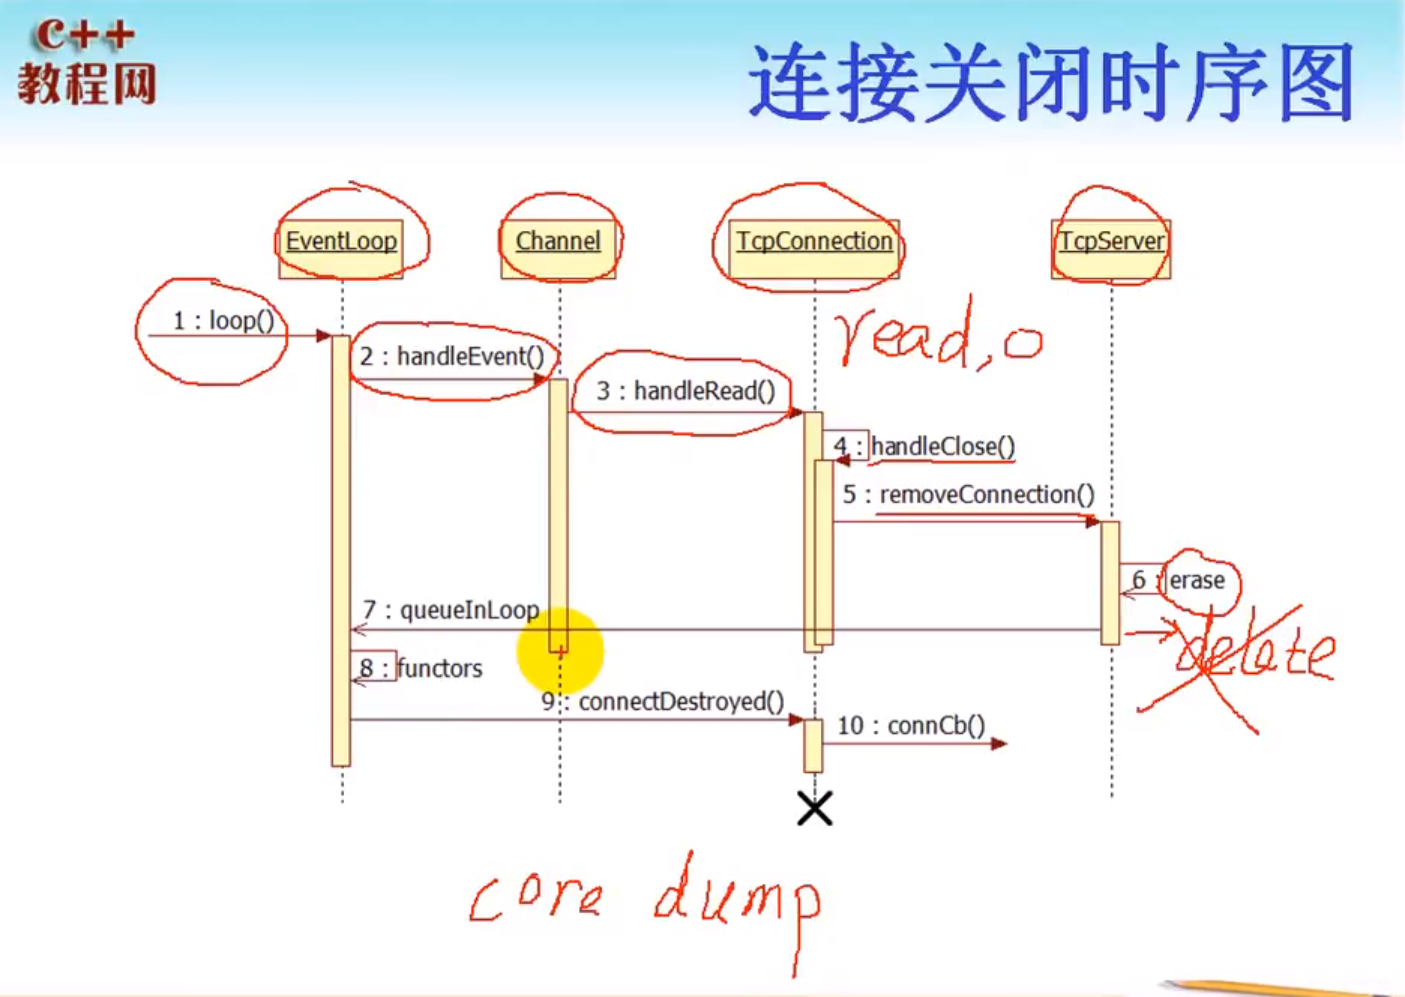 c++
教程网
连接关闭时序图
EventLoop
Channel
TcpConnection
TcpServer
1 : loop()
read, 0
2 : handleEvent()
3 : handleRead()
4 : handleClose()
5 : removeConnection()
6 : erase
7 : queueInLoop
delate
8 : functors
9 : connectDestroyed()
10 : connCb()
core dump